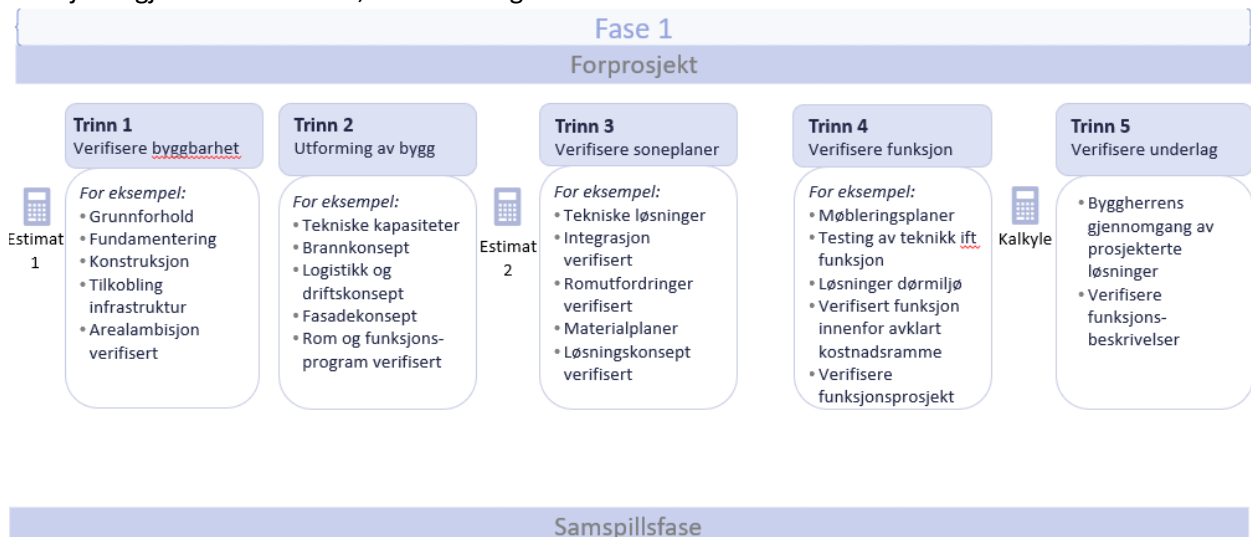 Fase 1
Forprosjekt
Trinn 1
Verifisere byggbarhet
Trinn 2
Utforming av bygg
Trinn 3
Verifisere soneplaner
Trinn 4
Verifisere funksjon
Trinn 5
Verifisere underlag
Estimat
1
For eksempel:
• Grunnforhold
• Fundamentering
• Konstruksjon
• Tilkobling
infrastruktur
• Arealambisjon
verifisert
For eksempel:
• Tekniske kapasiteter
• Brannkonsept
• Logistikk og
driftskonsept
• Fasadekonsept
• Rom og funksjons-
program verifisert
Estimat
2
For eksempel:
• Tekniske løsninger
• Integrasjon
verifisert
• Romutfordringer
verifisert
• Materialplaner
• Løsningskonsept
verifisert
For eksempel:
• Møbleringsplaner
• Testing av teknikk ift
funksjon
• Løsninger dørmiljø
• Verifisert funksjon
innenfor avklart
kostnadsramme
• Verifisere
funksjonsprosjekt
Kalkyle
• Byggherrens
gjennomgang av
prosjekterte
løsninger
• Verifisere
funksjons-
beskrivelser
Samspillsfase